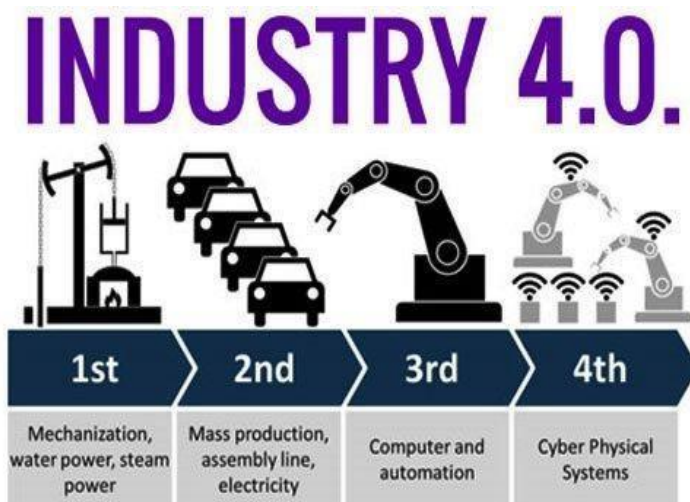 INDUSTRY 4.0.
1st
2nd
3rd
4th
Mechanization,
water power, steam
power
Mass production,
assembly line,
electricity
Computer and
automation
Cyber Physical
Systems